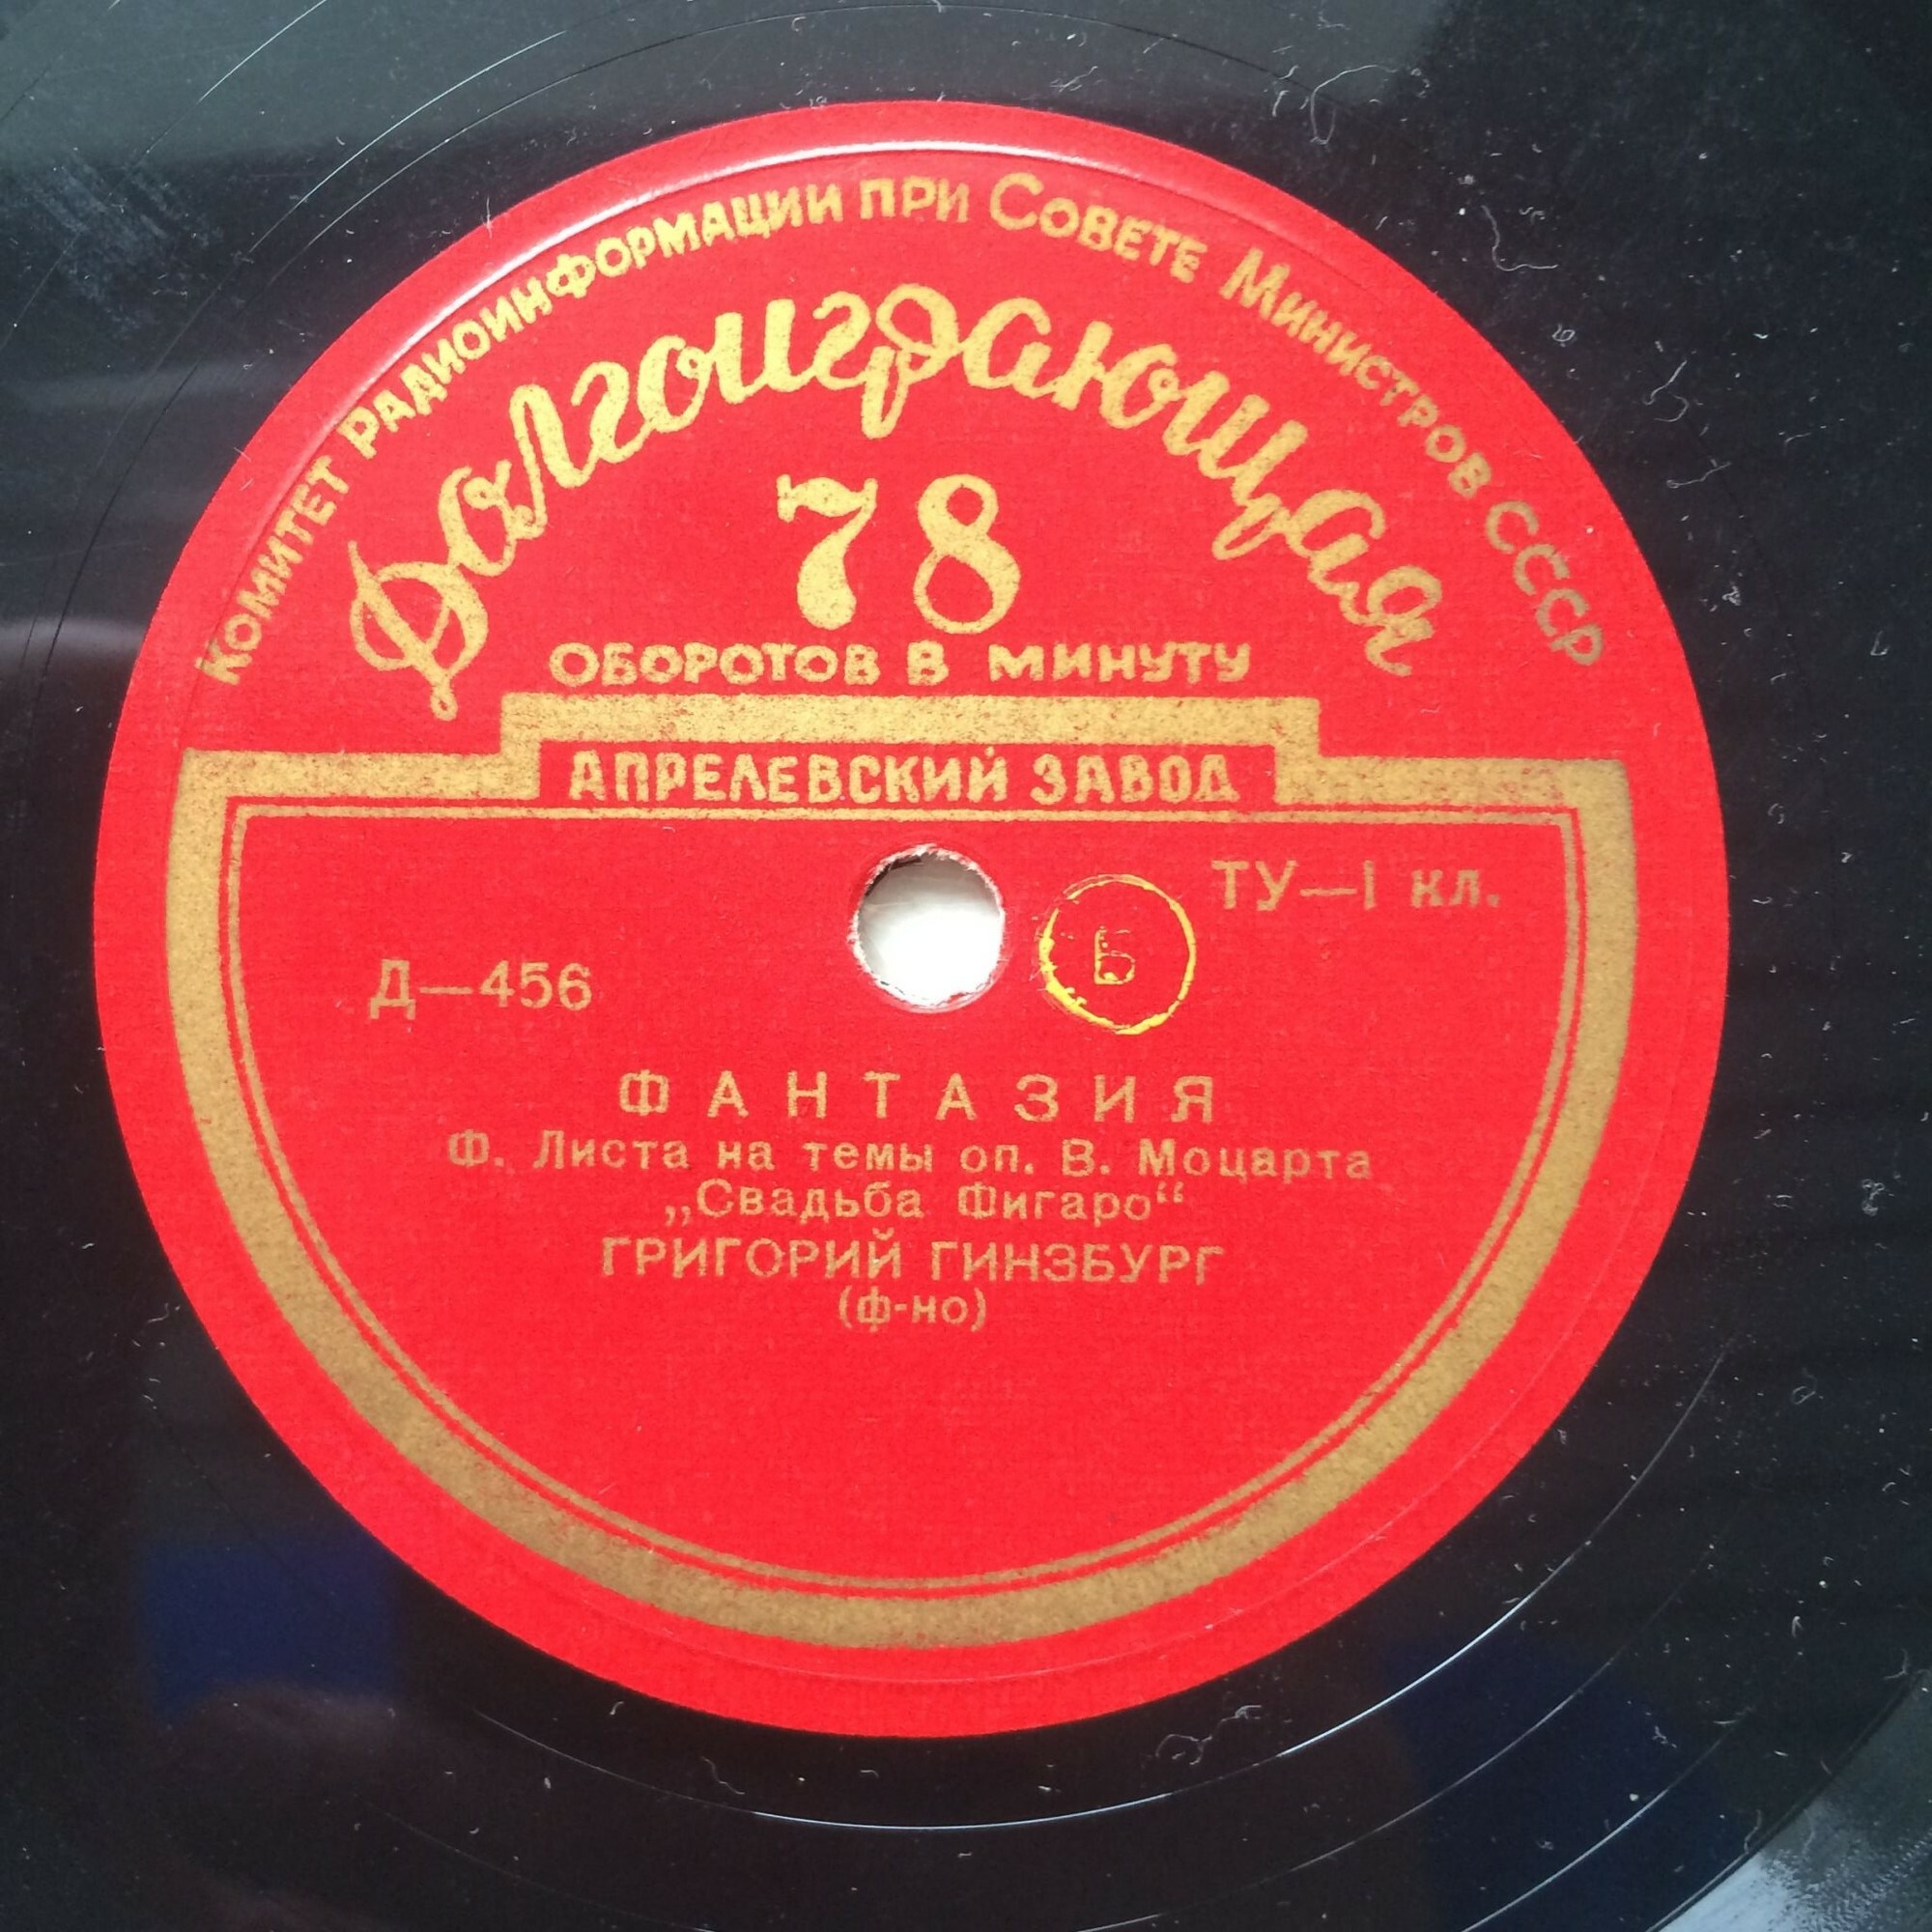 Комитет Радиоинформации при Совете Министров СССР
Долгоиграющая
78
ОБОРОТОВ В МИНУТУ
АПРЕЛЕВСКИЙ ЗАВОД
ТУ—I кл.
Б
Д—456
ФАНТАЗИЯ
Ф. Листа на темы оп. В. Моцарта
„Свадьба Фигаро“
ГРИГОРИЙ ГИНЗБУРГ
(ф-но)